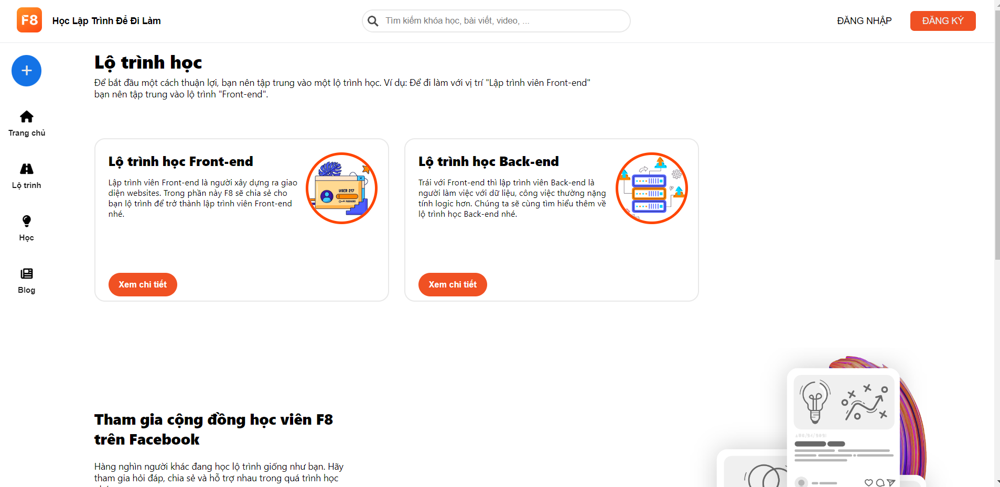 F8
Học Lập Trình Để Đi Làm
Tìm kiếm khóa học, bài viết, video, ...
ĐĂNG NHẬP
ĐĂNG KÝ
Trang chủ
Lộ trình
Học
Blog
Lộ trình học
Để bắt đầu một cách thuận lợi, bạn nên tập trung vào một lộ trình học. Ví dụ: Để đi làm với vị trí "Lập trình viên Front-end"
bạn nên tập trung vào lộ trình "Front-end".
Lộ trình học Front-end
Lập trình viên Front-end là người xây dựng ra giao
diện websites. Trong phần này F8 sẽ chia sẻ cho
bạn lộ trình để trở thành lập trình viên Front-end
nhé.
USER 217
PASSWORD
Xem chi tiết
Lộ trình học Back-end
Trái với Front-end thì lập trình viên Back-end là
người làm việc với dữ liệu, công việc thường nặng
tính logic hơn. Chúng ta sẽ cùng tìm hiểu thêm về
lộ trình học Back-end nhé.
Xem chi tiết
Tham gia cộng đồng học viên F8
trên Facebook
Hàng nghìn người khác đang học lộ trình giống như bạn. Hãy
tham gia hỏi đáp, chia sẻ và hỗ trợ nhau trong quá trình học